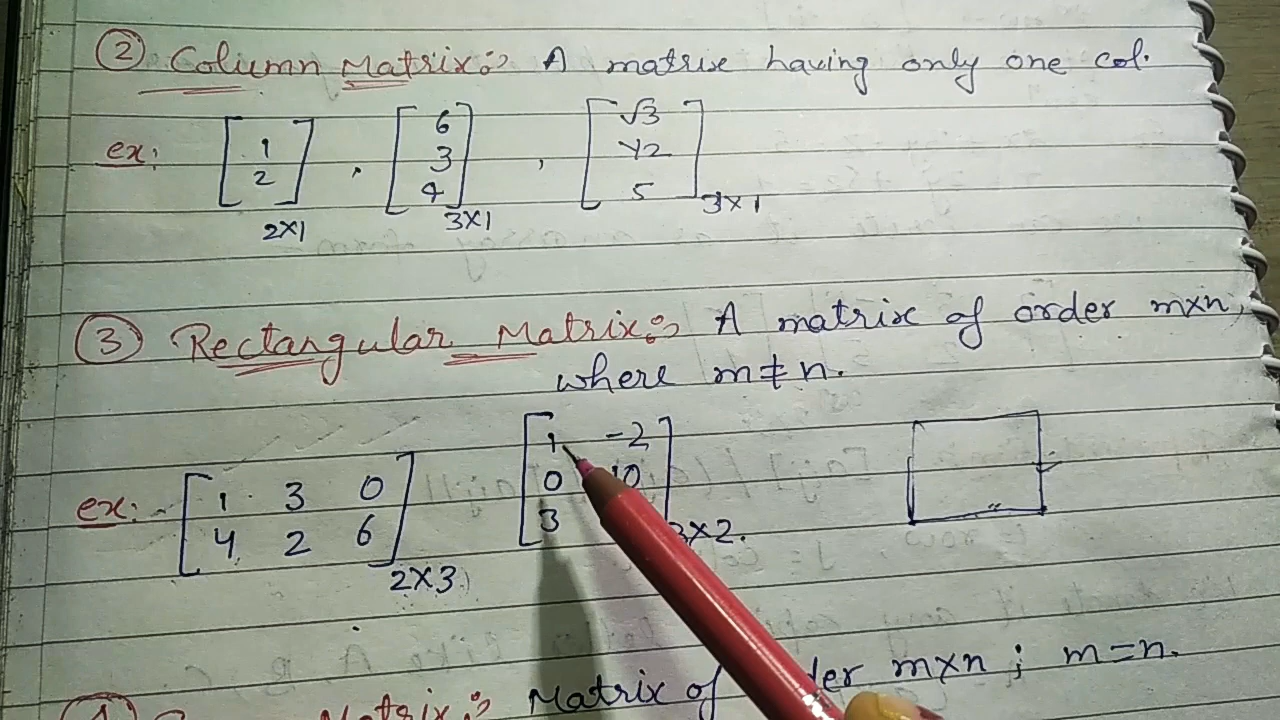 ② Column Matrix:- A matrix having only one col.
ex: [1 2] 2×1 , [6 3 4] 3×1 , [√3 1/2 5] 3×1
③ Rectangular Matrix:- A matrix of order m×n,
where m≠n.
ex:- [1 3 0
4 2 6] 2×3
[1 -2
0 10
3 ] 3×2.
Matrix:- Matrix of m×n ; m=n.